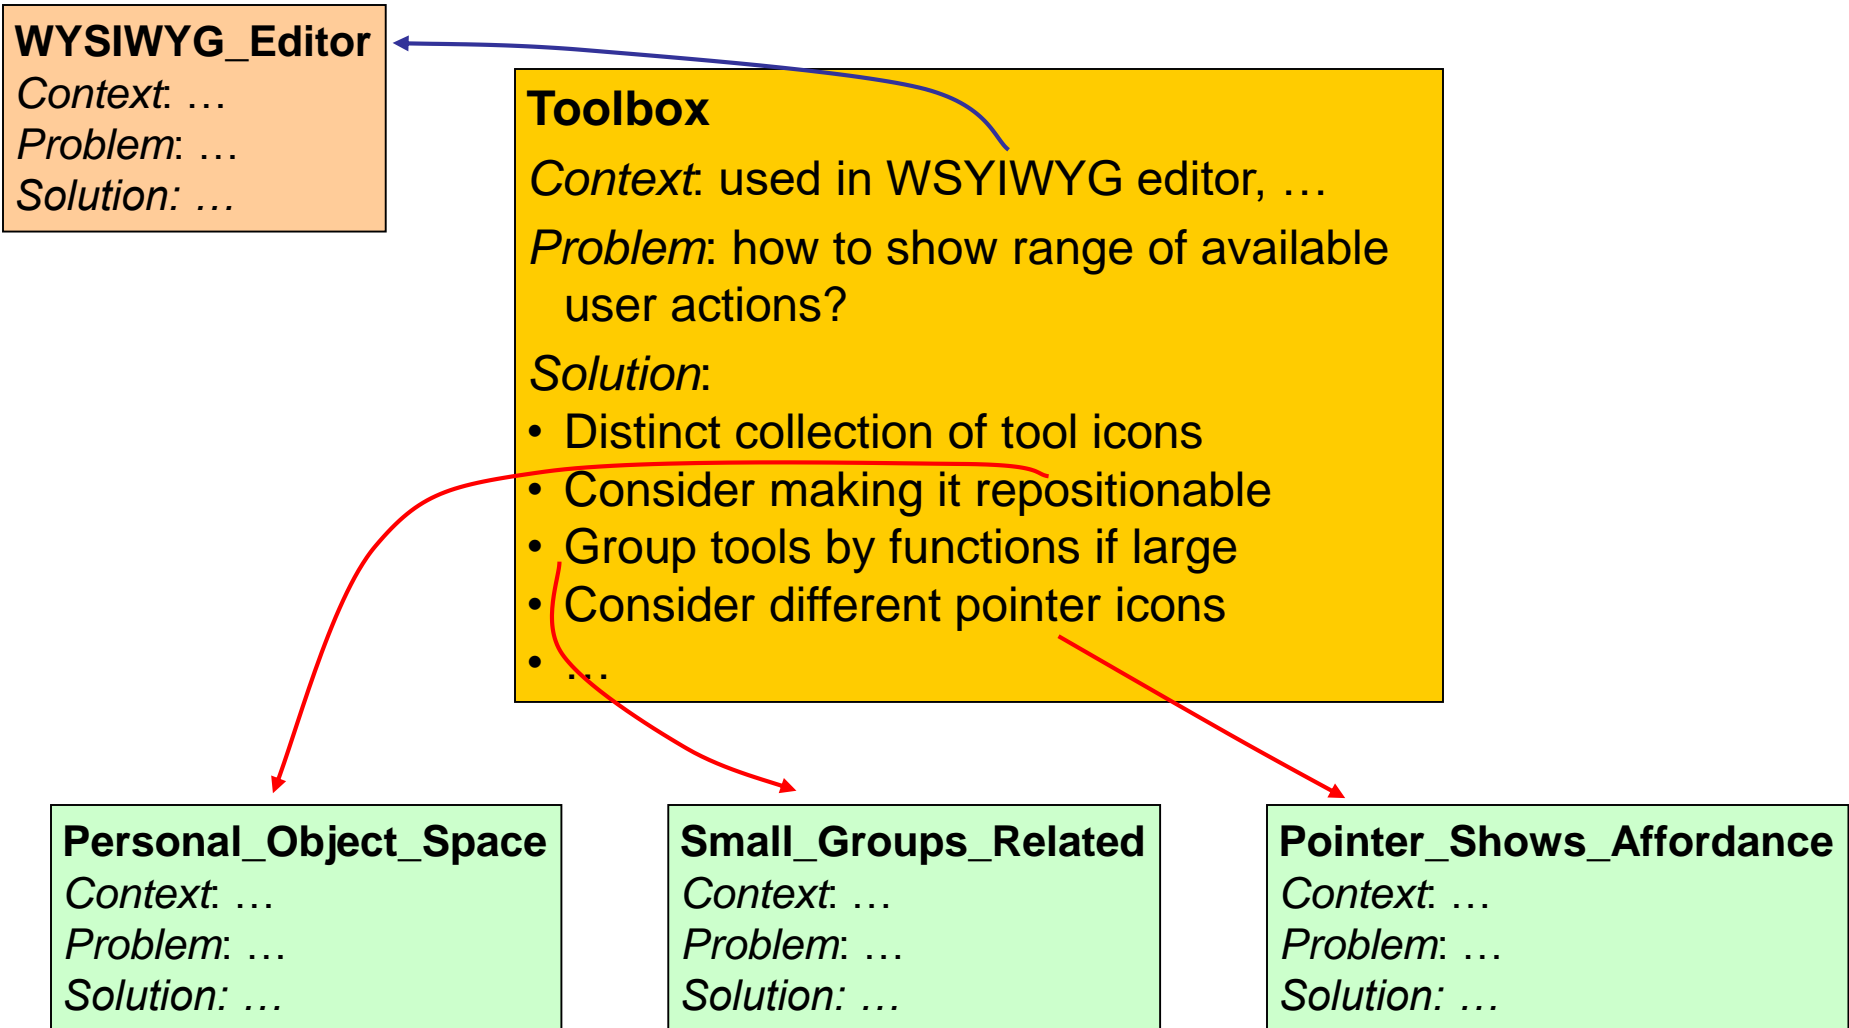 WYSIWYG_Editor
Context: …
Problem: …
Solution: …
Toolbox
Context: used in WSYIWYG editor, …
Problem: how to show range of available
user actions?
Solution:
• Distinct collection of tool icons
• Consider making it repositionable
• Group tools by functions if large
• Consider different pointer icons
• …
Personal_Object_Space
Context: …
Problem: …
Solution: …
Small_Groups_Related
Context: …
Problem: …
Solution: …
Pointer_Shows_Affordance
Context: …
Problem: …
Solution: …